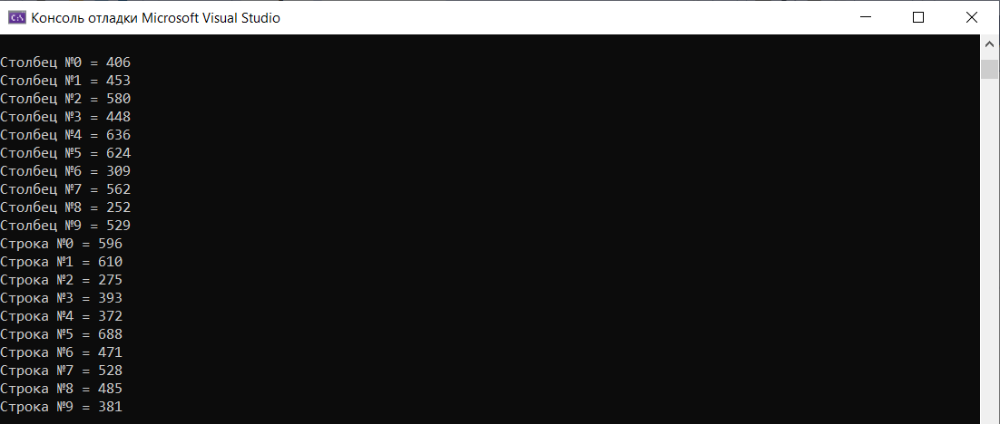 Консоль отладки Microsoft Visual Studio
Столбец №0 = 406
Столбец №1 = 453
Столбец №2 = 580
Столбец №3 = 448
Столбец №4 = 636
Столбец №5 = 624
Столбец №6 = 309
Столбец №7 = 562
Столбец №8 = 252
Столбец №9 = 529
Строка №0 = 596
Строка №1 = 610
Строка №2 = 275
Строка №3 = 393
Строка №4 = 372
Строка №5 = 688
Строка №6 = 471
Строка №7 = 528
Строка №8 = 485
Строка №9 = 381